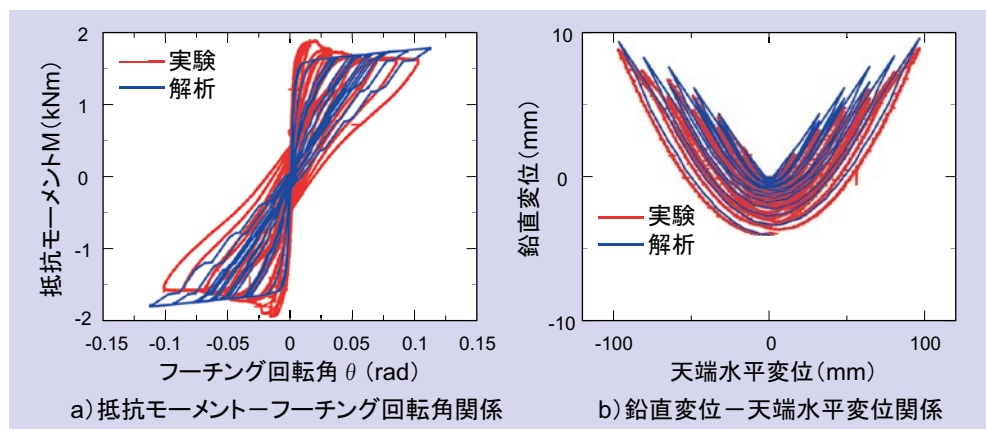 抵抗モーメントM(kNm)
2
1
0
-1
-2
実験
解析
-0.15
-0.1
-0.05
0
0.05
0.1
0.15
フーチング回転角 θ (rad)
a)抵抗モーメント－フーチング回転角関係
鉛直変位(mm)
10
0
-10
実験
解析
-100
0
100
天端水平変位(mm)
b)鉛直変位－天端水平変位関係